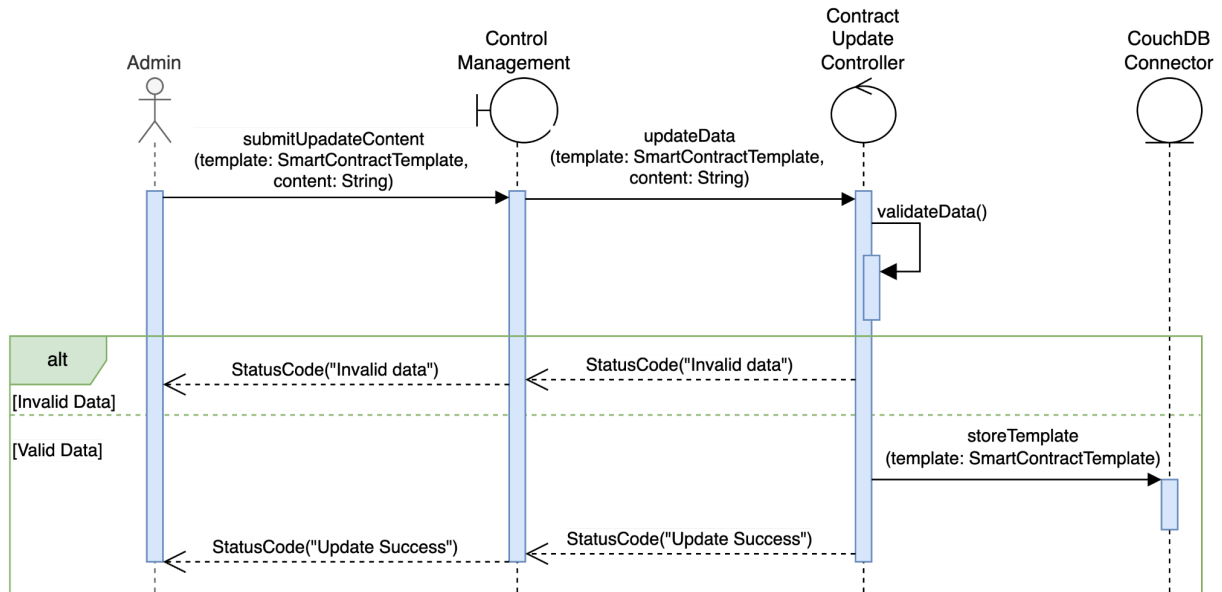 Admin
Control
Management
Contract
Update
Controller
CouchDB
Connector
submitUpadateContent
(template: SmartContractTemplate,
content: String)
updateData
(template: SmartContractTemplate,
content: String)
validateData()
alt
StatusCode("Invalid data")
StatusCode("Invalid data")
[Invalid Data]
[Valid Data]
storeTemplate
(template: SmartContractTemplate)
StatusCode("Update Success")
StatusCode("Update Success")